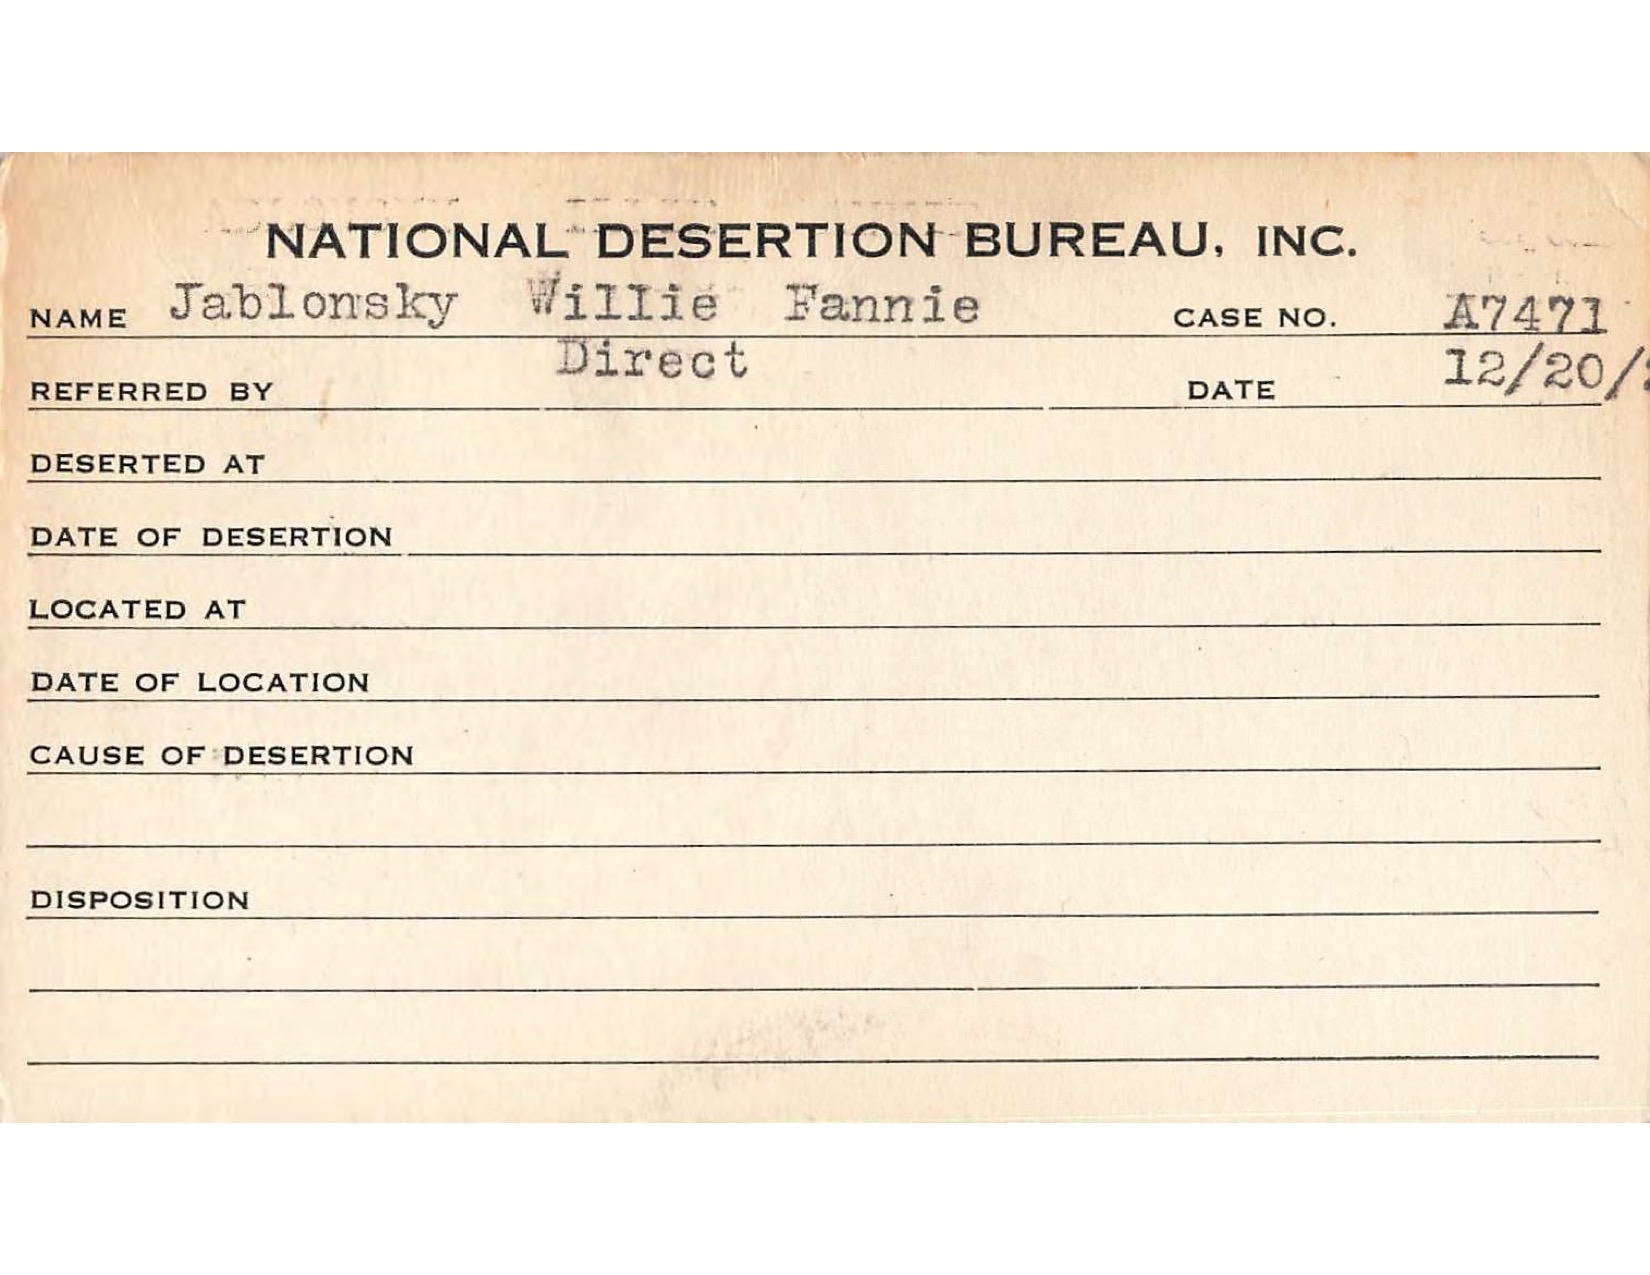 NATIONAL DESERTION BUREAU, INC.
NAME Jablonsky Willie Fannie CASE NO. A7471
REFERRED BY Direct DATE 12/20/
DESERTED AT
DATE OF DESERTION
LOCATED AT
DATE OF LOCATION
CAUSE OF DESERTION
DISPOSITION